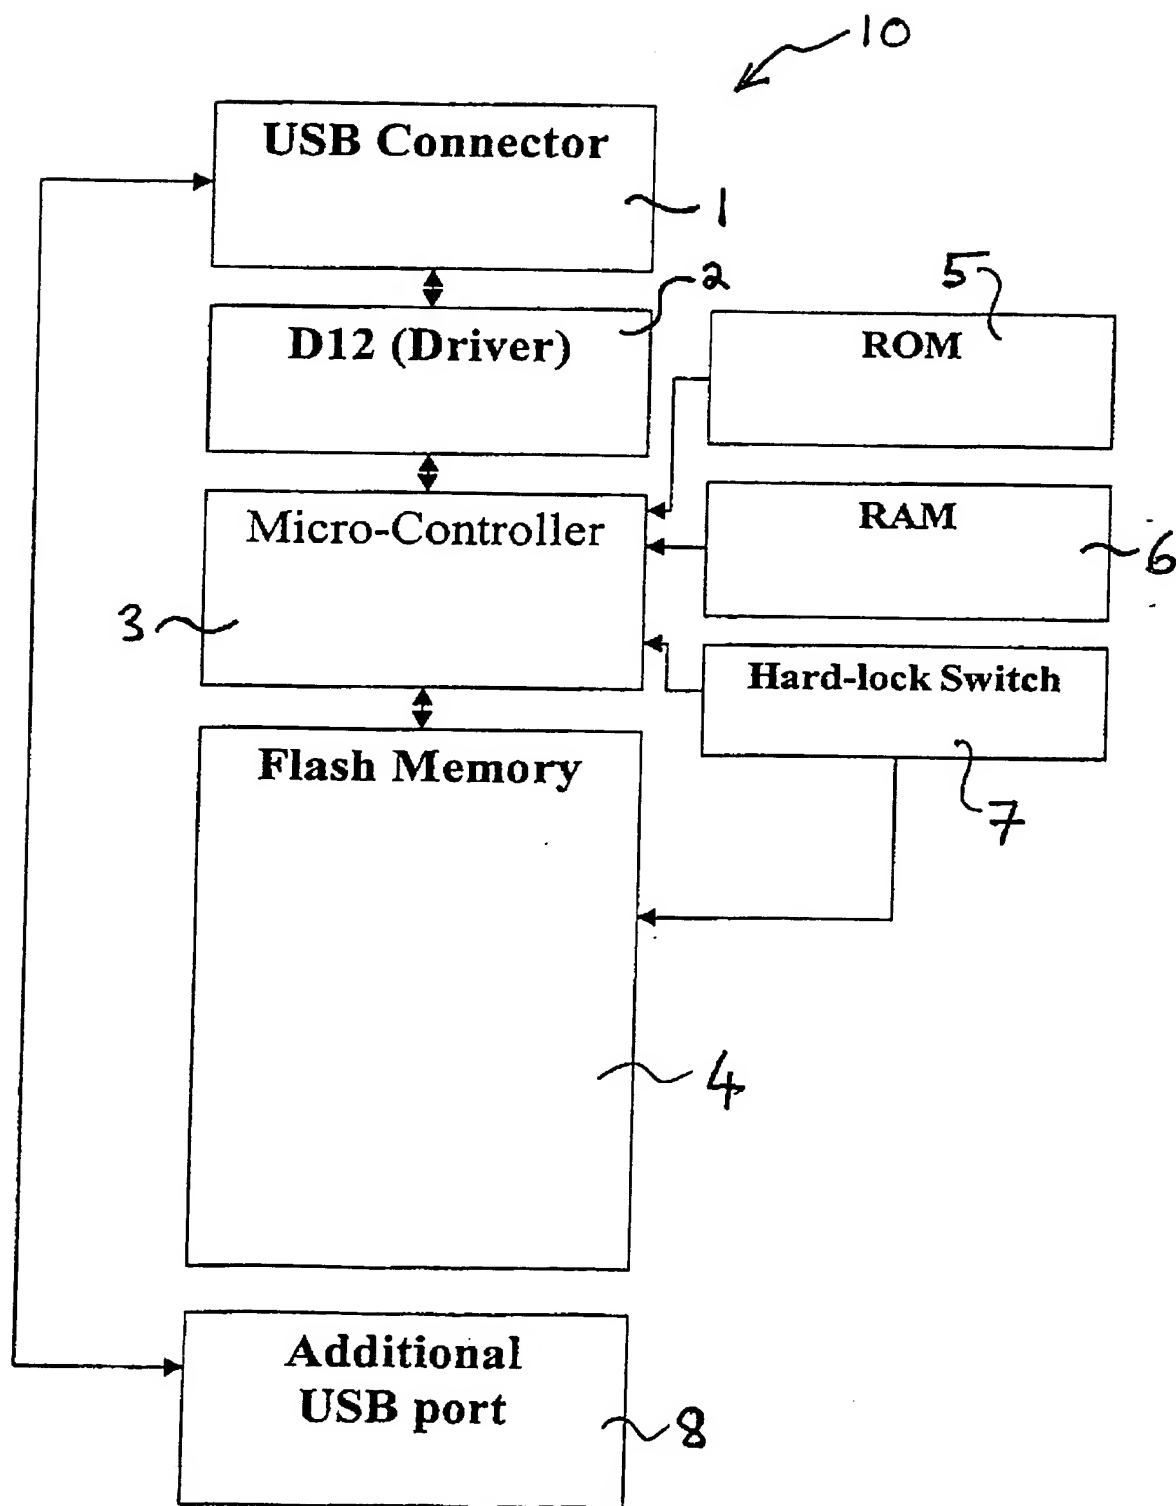 10
USB Connector
1
2
D12 (Driver)
5
ROM
Micro-Controller
RAM
3
6
Hard-lock Switch
Flash Memory
7
4
Additional
USB port
8